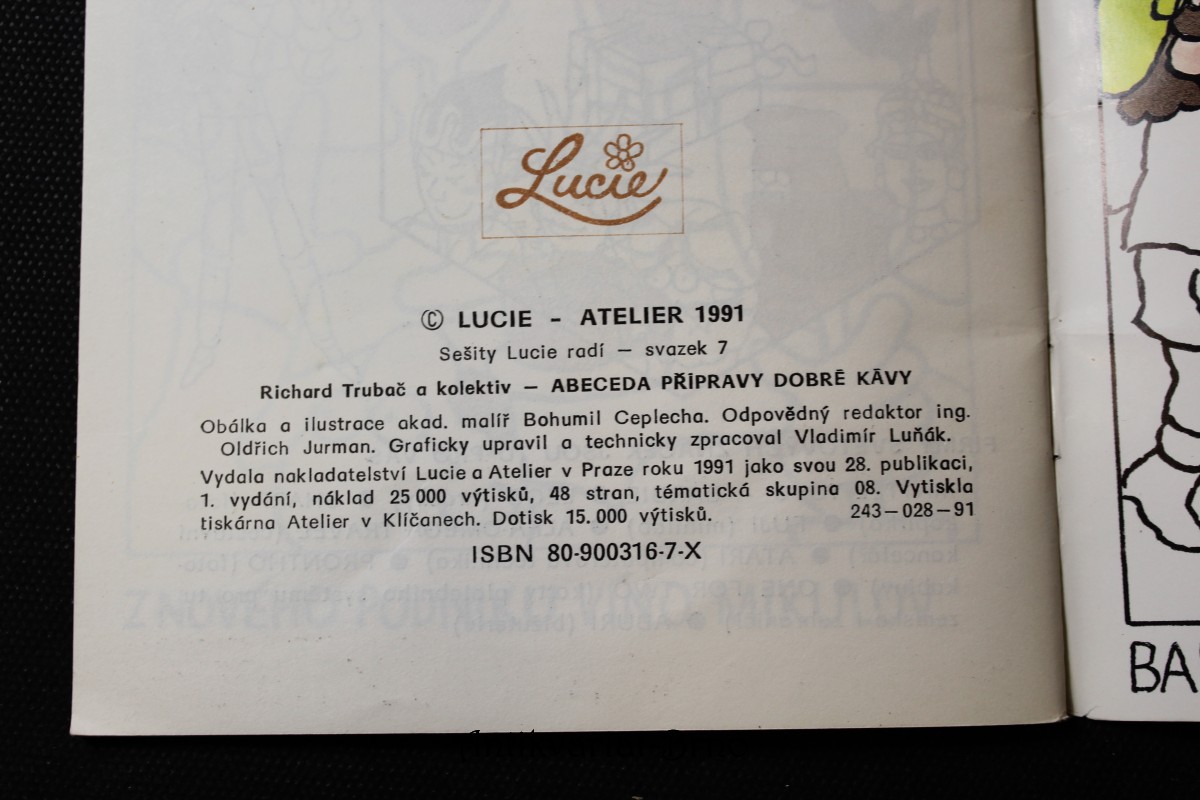 Lucie
© LUCIE - ATELIER 1991
Sešity Lucie radí — svazek 7
Richard Trubač a kolektiv — ABECEDA PŘÍPRAVY DOBRÉ KÁVY
Obálka a ilustrace akad. malíř Bohumil Ceplecha. Odpovědný redaktor ing.
Oldřich Jurman. Graficky upravil a technicky zpracoval Vladimír Luňák.
Vydala nakladatelství Lucie a Atelier v Praze roku 1991 jako svou 28. publikaci,
1. vydání, náklad 25 000 výtisků, 48 stran, tématická skupina 08. Vytiskla
tiskárna Atelier v Klíčanech. Dotisk 15.000 výtisků. 243—028—91
ISBN 80-900316-7-X